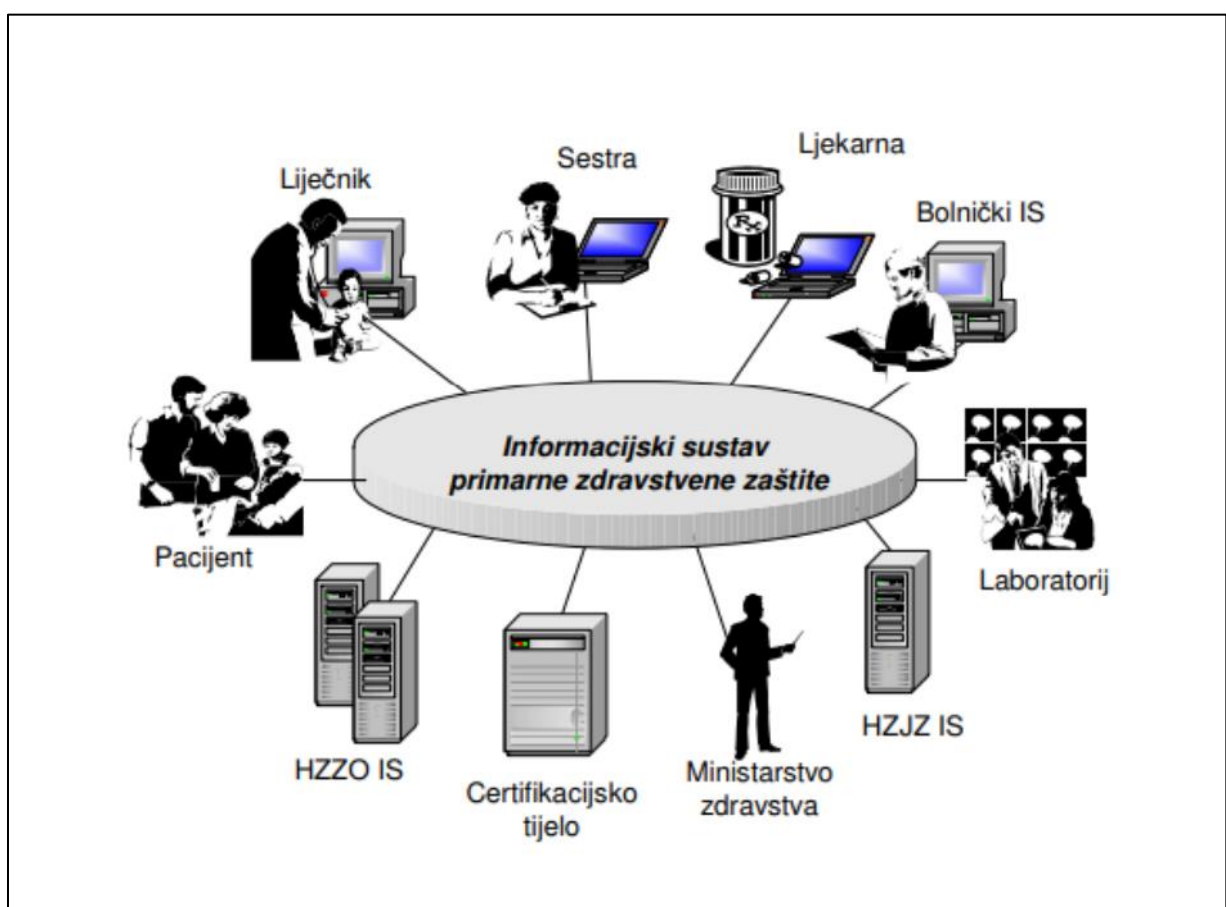 Liječnik
Sestra
Ljekarna
Rx
Bolnički IS
Informacijski sustav
primarne zdravstvene zaštite
Pacijent
Laboratorij
HZZO IS
Certifikacijsko
tijelo
Ministarstvo
zdravstva
HZJZ IS